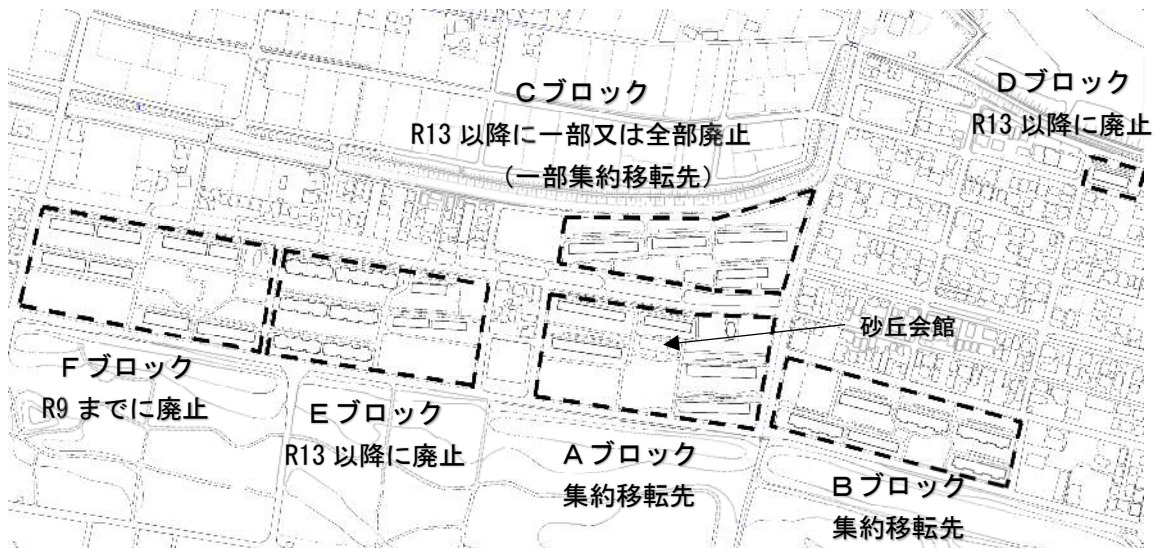 Cブロック
R13 以降に一部又は全部廃止
（一部集約移転先）
Dブロック
R13 以降に廃止
砂丘会館
Fブロック
R9 までに廃止
Eブロック
R13 以降に廃止
Aブロック
集約移転先
Bブロック
集約移転先